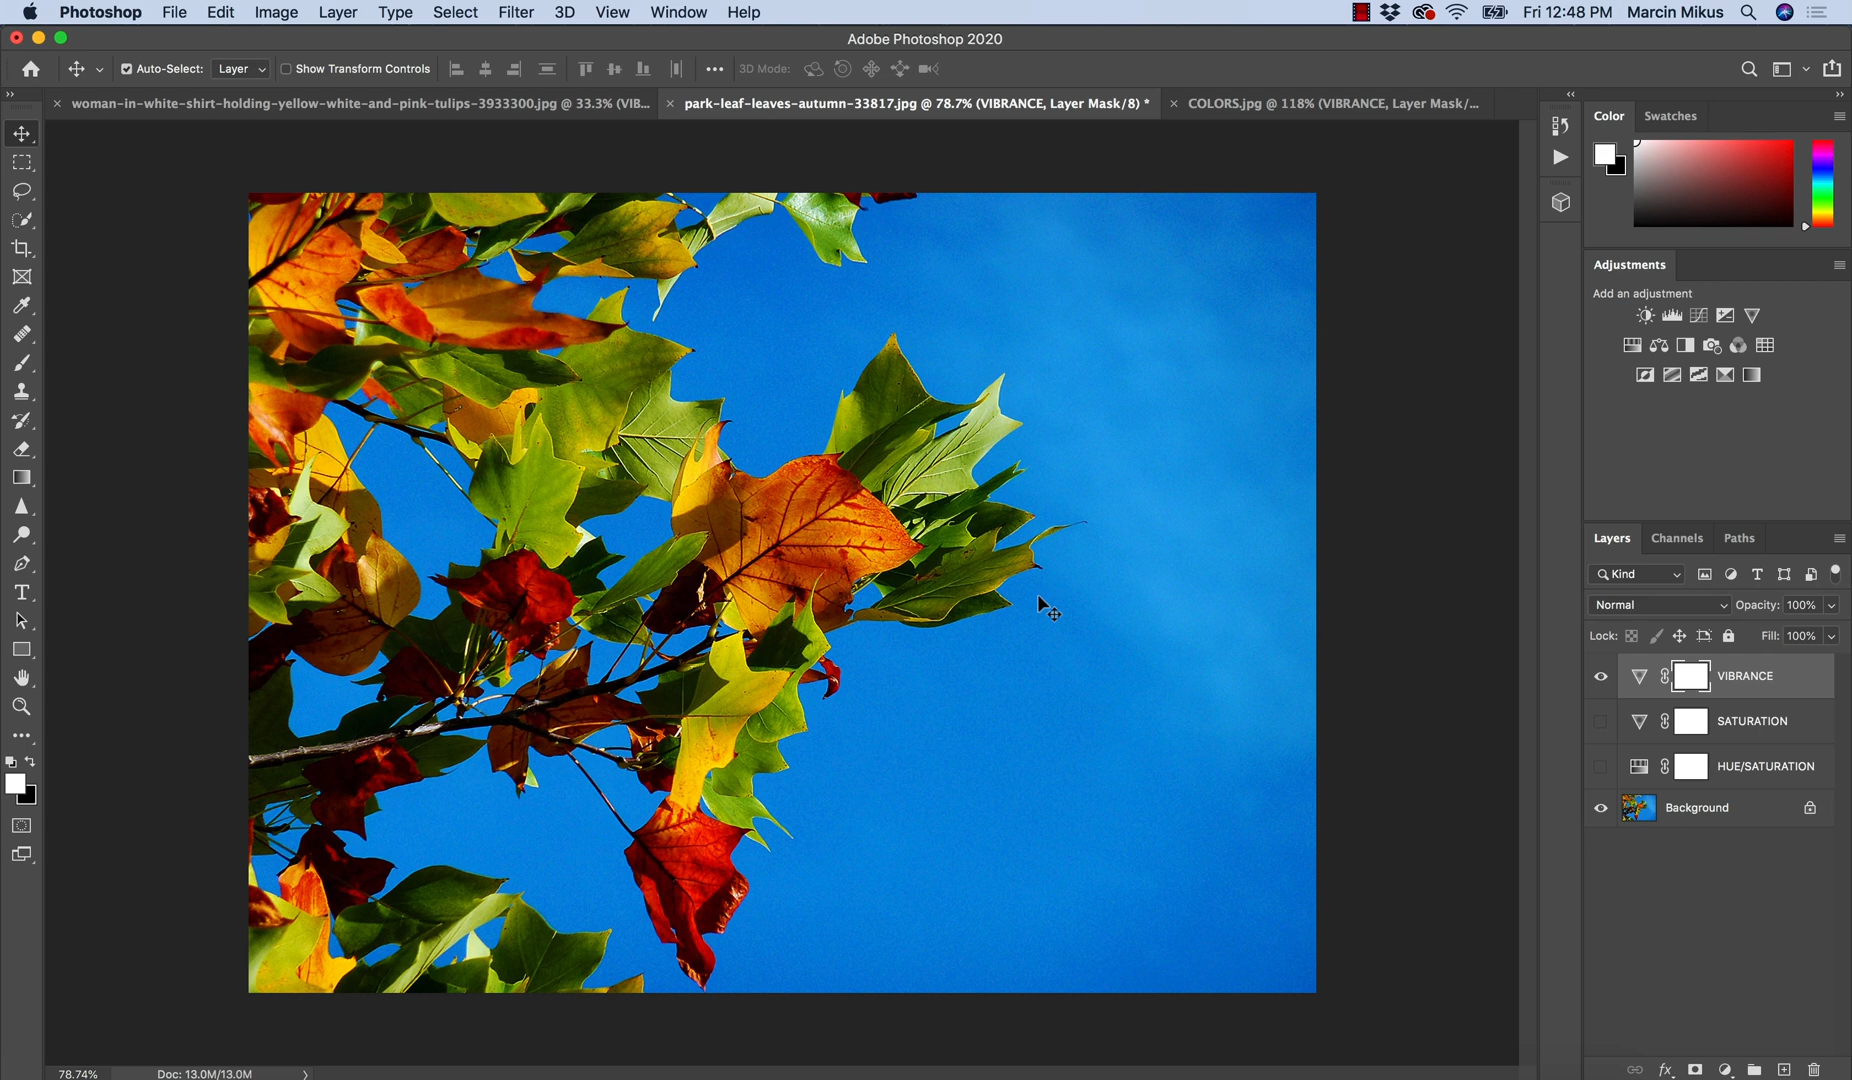 Photoshop File Edit Image Layer Type Select Filter 3D View Window Help Fri 12:48 PM Marcin Mikus
Adobe Photoshop 2020
Auto-Select: Layer Show Transform Controls 3D Mode:
woman-in-white-shirt-holding-yellow-white-and-pink-tulips-3933300.jpg @ 33.3% (VIB... park-leaf-leaves-autumn-33817.jpg @ 78.7% (VIBRANCE, Layer Mask/8) * COLORS.jpg @ 118% (VIBRANCE, Layer Mask/...
Color Swatches
Adjustments
Add an adjustment
Layers Channels Paths
Kind
Normal Opacity: 100%
Lock: Fill: 100%
VIBRANCE
SATURATION
HUE/SATURATION
Background
78.74% Doc: 13.0M/13.0M